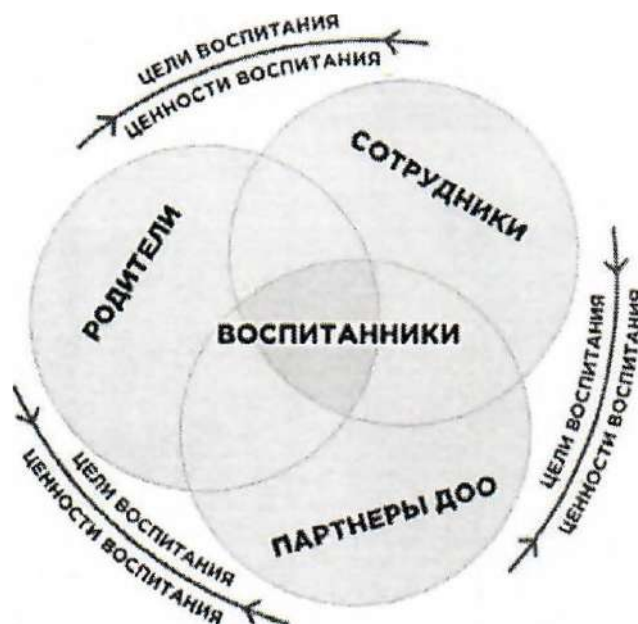 ЦЕЛИ ВОСПИТАНИЯ
ЦЕННОСТИ ВОСПИТАНИЯ
СОТРУДНИКИ
РОДИТЕЛИ
ВОСПИТАННИКИ
ЦЕЛИ ВОСПИТАНИЯ
ЦЕННОСТИ ВОСПИТАНИЯ
ПАРТНЕРЫ ДОО
ЦЕЛИ ВОСПИТАНИЯ
ЦЕННОСТИ ВОСПИТАНИЯ